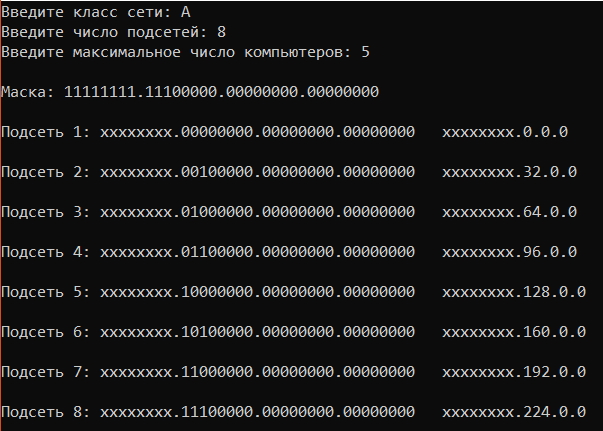 Введите класс сети: A
Введите число подсетей: 8
Введите максимальное число компьютеров: 5
Маска: 11111111.11100000.00000000.00000000
Подсеть 1: xxxxxxxx.00000000.00000000.00000000 xxxxxxxx.0.0.0
Подсеть 2: xxxxxxxx.00100000.00000000.00000000 xxxxxxxx.32.0.0
Подсеть 3: xxxxxxxx.01000000.00000000.00000000 xxxxxxxx.64.0.0
Подсеть 4: xxxxxxxx.01100000.00000000.00000000 xxxxxxxx.96.0.0
Подсеть 5: xxxxxxxx.10000000.00000000.00000000 xxxxxxxx.128.0.0
Подсеть 6: xxxxxxxx.10100000.00000000.00000000 xxxxxxxx.160.0.0
Подсеть 7: xxxxxxxx.11000000.00000000.00000000 xxxxxxxx.192.0.0
Подсеть 8: xxxxxxxx.11100000.00000000.00000000 xxxxxxxx.224.0.0